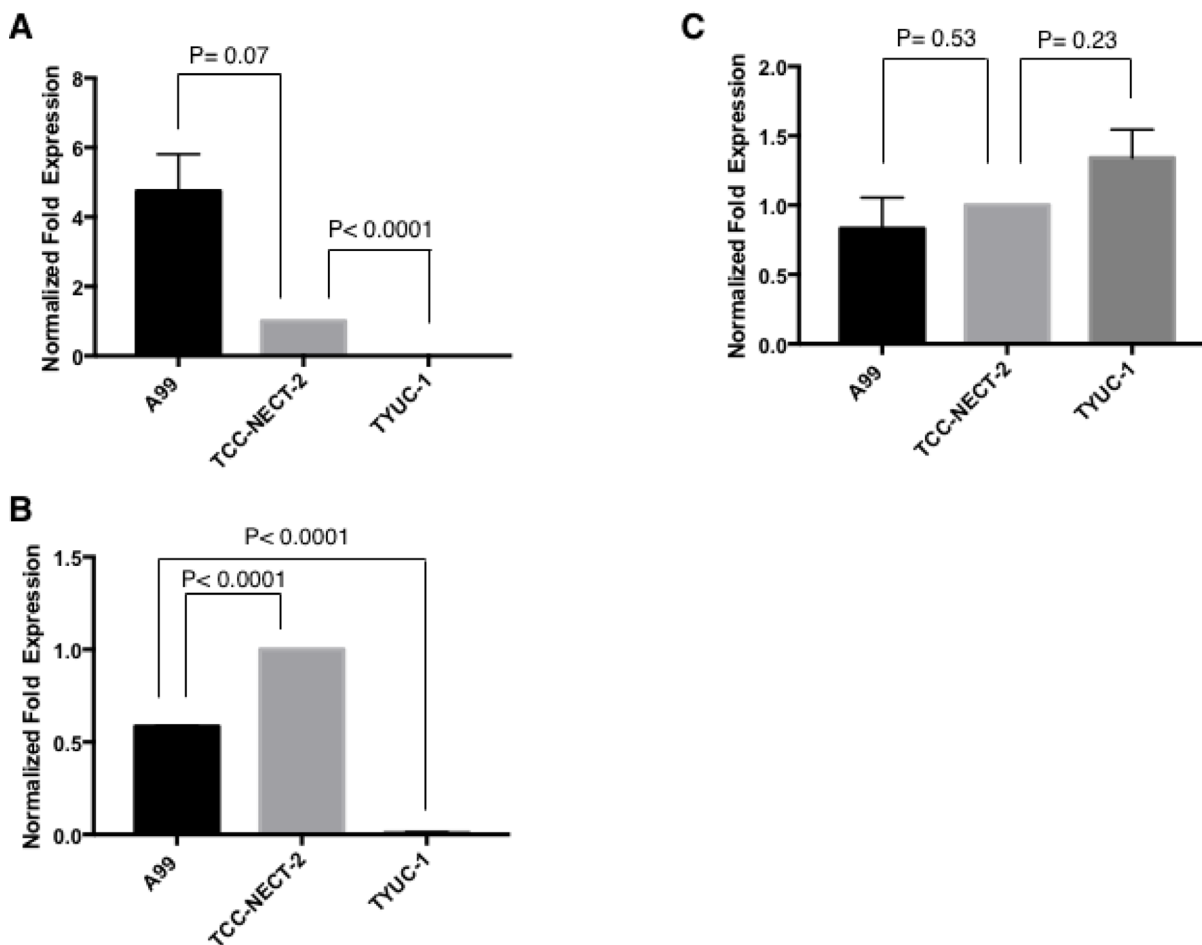 A
P= 0.07
P< 0.0001
Normalized Fold Expression
8
6
4
2
0
A99
TCC-NECT-2
TYUC-1
B
P< 0.0001
P< 0.0001
Normalized Fold Expression
1.5
1.0
0.5
0.0
A99
TCC-NECT-2
TYUC-1
C
P= 0.53
P= 0.23
Normalized Fold Expression
2.0
1.5
1.0
0.5
0.0
A99
TCC-NECT-2
TYUC-1